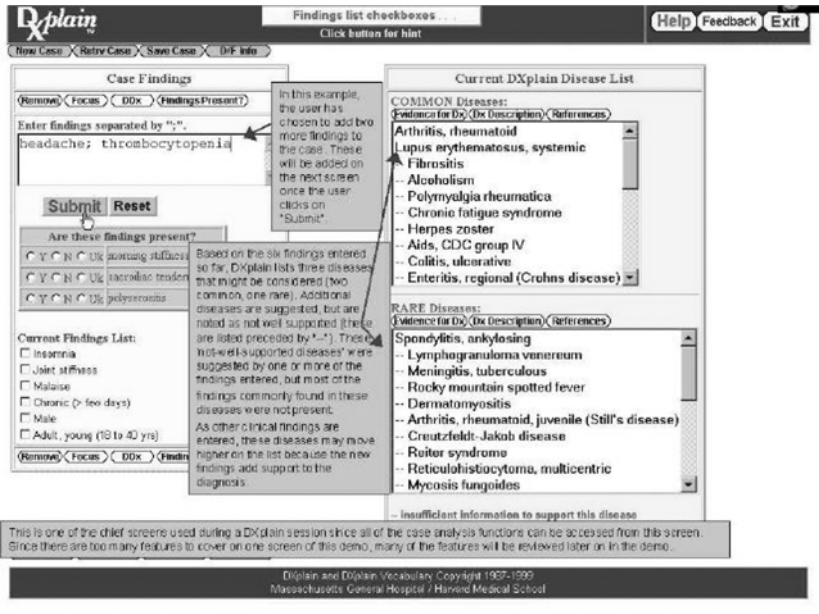 DXplain
Findings list checkboxes . . .
Click button for hint
Help Feedback Exit
New Case Retry Case Save Case D/F Info
Case Findings
Remove Focus DDx Findings Present?
Enter findings separated by ";".
headache; thrombocytopenia
Submit Reset
Are these findings present?
Y N Uk morning stiffness
Y N Uk sacroiliac tender
Y N Uk polyserositis
Current Findings List:
Insomnia
Joint stiffness
Malaise
Chronic (> few days)
Male
Adult, young (18 to 40 yrs)
Remove Focus DDx Findin
In this example,
the user has
chosen to add two
more findings to
the case. These
will be added on
the next screen
once the user
clicks on
"Submit".
Based on the six findings entered
so far, DXplain lists three diseases
that might be considered (two
common, one rare). Additional
diseases are suggested, but are
noted as not well supported (these
are listed preceded by "--"). These
'not-well-supported diseases' were
suggested by one or more of the
findings entered, but most of the
findings commonly found in these
diseases were not present.
As other clinical findings are
entered, these diseases may move
higher on the list because the new
findings add support to the
diagnosis.
Current DXplain Disease List
COMMON Diseases:
Evidence for Dx Dx Description References
Arthritis, rheumatoid
Lupus erythematosus, systemic
-- Fibrositis
-- Alcoholism
-- Polymyalgia rheumatica
-- Chronic fatigue syndrome
-- Herpes zoster
-- Aids, CDC group IV
-- Colitis, ulcerative
-- Enteritis, regional (Crohns disease)
RARE Diseases:
Evidence for Dx Dx Description References
Spondylitis, ankylosing
-- Lymphogranuloma venereum
-- Meningitis, tuberculous
-- Rocky mountain spotted fever
-- Dermatomyositis
-- Arthritis, rheumatoid, juvenile (Still's disease)
-- Creutzfeldt-Jakob disease
-- Reiter syndrome
-- Reticulohistiocytoma, multicentric
-- Mycosis fungoides
-- insufficient information to support this disease
This is one of the chief screens used during a DXplain session since all of the case analysis functions can be accessed from this screen.
Since there are too many features to cover on one screen of this demo, many of the features will be reviewed later on in the demo.
DXplain and DXplain Vocabulary Copyright 1987-1999
Massachusetts General Hospital / Harvard Medical School